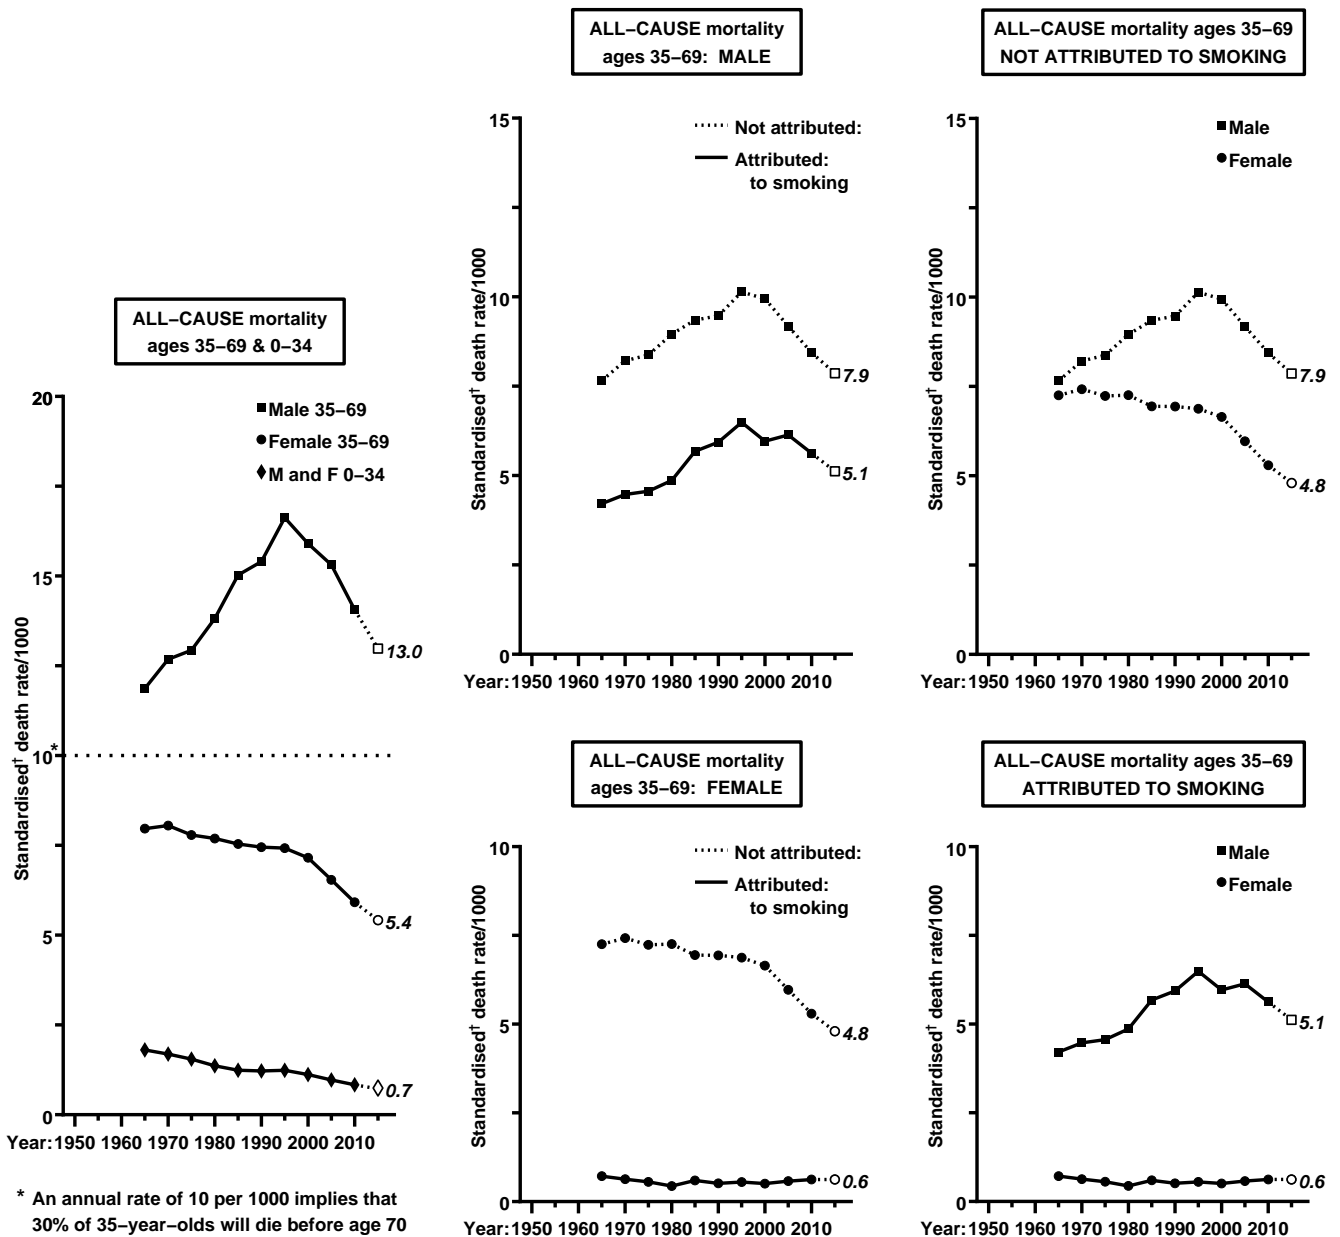 ALL–CAUSE mortality
ages 35–69 & 0–34
20
15
10*
5
0
Standardised† death rate/1000
Male 35–69
Female 35–69
M and F 0–34
13.0
5.4
0.7
Year: 1950 1960 1970 1980 1990 2000 2010
* An annual rate of 10 per 1000 implies that
30% of 35–year–olds will die before age 70
ALL–CAUSE mortality
ages 35–69: MALE
15
10
5
0
Standardised† death rate/1000
Not attributed:
Attributed:
to smoking
7.9
5.1
Year: 1950 1960 1970 1980 1990 2000 2010
ALL–CAUSE mortality ages 35–69
NOT ATTRIBUTED TO SMOKING
15
10
5
0
Standardised† death rate/1000
Male
Female
7.9
4.8
Year: 1950 1960 1970 1980 1990 2000 2010
ALL–CAUSE mortality
ages 35–69: FEMALE
10
5
0
Standardised† death rate/1000
Not attributed:
Attributed:
to smoking
4.8
0.6
Year: 1950 1960 1970 1980 1990 2000 2010
ALL–CAUSE mortality ages 35–69
ATTRIBUTED TO SMOKING
10
5
0
Standardised† death rate/1000
Male
Female
5.1
0.6
Year: 1950 1960 1970 1980 1990 2000 2010